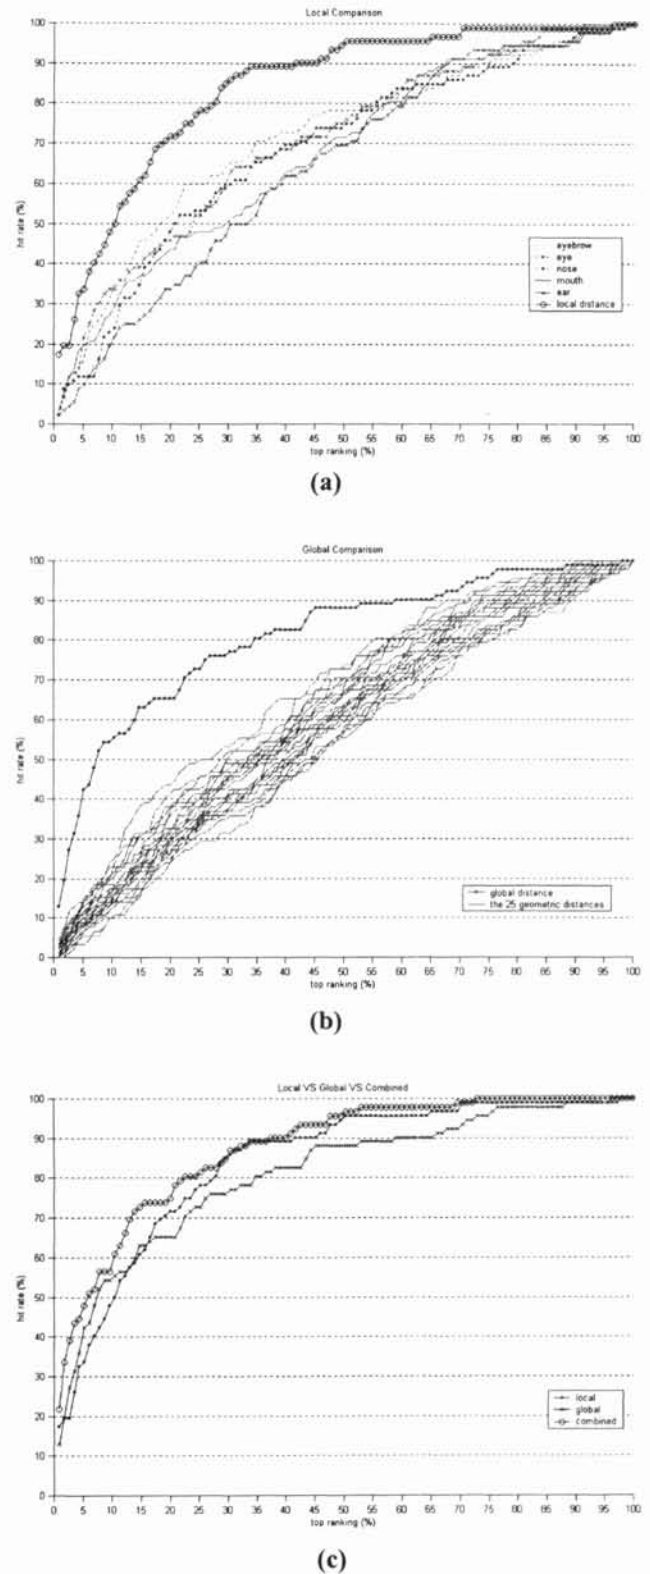 Local Comparison
100
90
80
70
60
50
40
30
20
10
0
hit rate (%)
eyebrow
eye
nose
mouth
ear
local distance
0 5 10 15 20 25 30 35 40 45 50 55 60 65 70 75 80 85 90 95 100
top ranking (%)
(a)
Global Comparison
100
90
80
70
60
50
40
30
20
10
0
hit rate (%)
global distance
the 25 geometric distances
0 5 10 15 20 25 30 35 40 45 50 55 60 65 70 75 80 85 90 95 100
top ranking (%)
(b)
Local VS Global VS Combined
100
90
80
70
60
50
40
30
20
10
0
hit rate (%)
local
global
combined
0 5 10 15 20 25 30 35 40 45 50 55 60 65 70 75 80 85 90 95 100
top ranking (%)
(c)